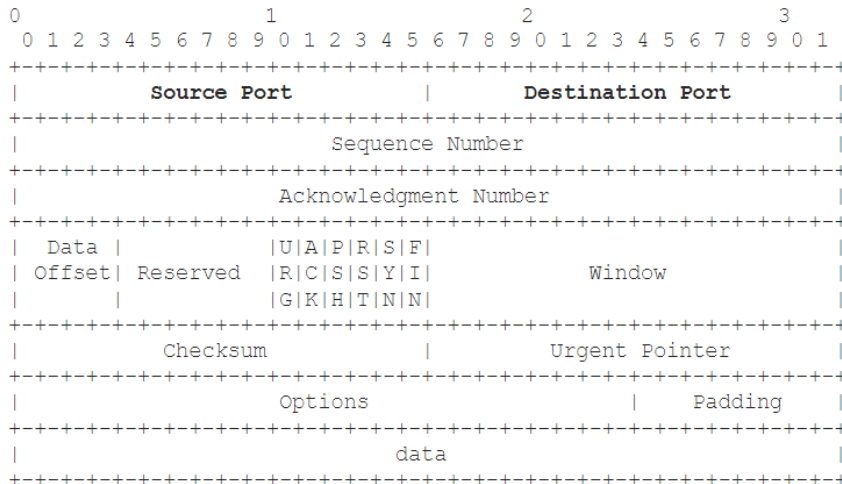 0                   1                   2                   3
 0 1 2 3 4 5 6 7 8 9 0 1 2 3 4 5 6 7 8 9 0 1 2 3 4 5 6 7 8 9 0 1
+-+-+-+-+-+-+-+-+-+-+-+-+-+-+-+-+-+-+-+-+-+-+-+-+-+-+-+-+-+-+-+-+
|          Source Port          |       Destination Port        |
+-+-+-+-+-+-+-+-+-+-+-+-+-+-+-+-+-+-+-+-+-+-+-+-+-+-+-+-+-+-+-+-+
|                        Sequence Number                        |
+-+-+-+-+-+-+-+-+-+-+-+-+-+-+-+-+-+-+-+-+-+-+-+-+-+-+-+-+-+-+-+-+
|                    Acknowledgment Number                      |
+-+-+-+-+-+-+-+-+-+-+-+-+-+-+-+-+-+-+-+-+-+-+-+-+-+-+-+-+-+-+-+-+
|  Data |           |U|A|P|R|S|F|                               |
| Offset| Reserved  |R|C|S|S|Y|I|            Window             |
|       |           |G|K|H|T|N|N|                               |
+-+-+-+-+-+-+-+-+-+-+-+-+-+-+-+-+-+-+-+-+-+-+-+-+-+-+-+-+-+-+-+-+
|           Checksum            |         Urgent Pointer        |
+-+-+-+-+-+-+-+-+-+-+-+-+-+-+-+-+-+-+-+-+-+-+-+-+-+-+-+-+-+-+-+-+
|                    Options                    |    Padding    |
+-+-+-+-+-+-+-+-+-+-+-+-+-+-+-+-+-+-+-+-+-+-+-+-+-+-+-+-+-+-+-+-+
|                             data                              |
+-+-+-+-+-+-+-+-+-+-+-+-+-+-+-+-+-+-+-+-+-+-+-+-+-+-+-+-+-+-+-+-+